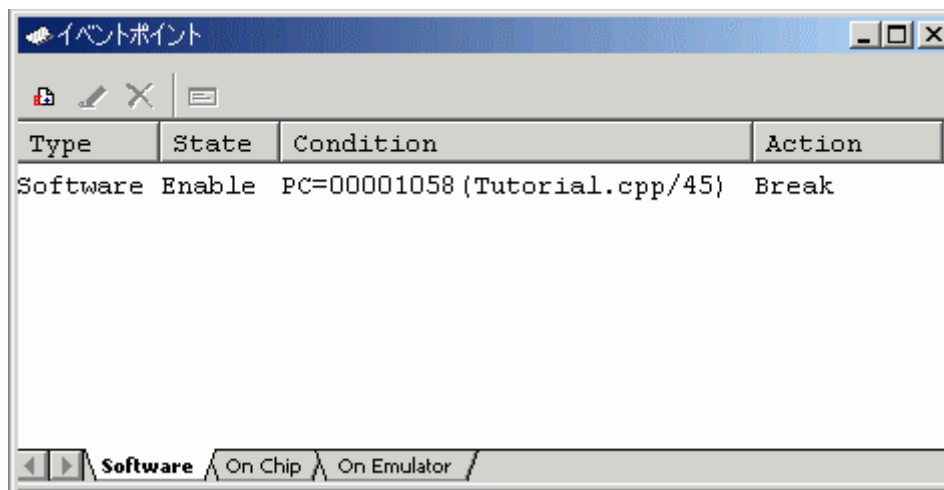 イベントポイント
Type State Condition Action
Software Enable PC=00001058(Tutorial.cpp/45) Break
Software On Chip On Emulator